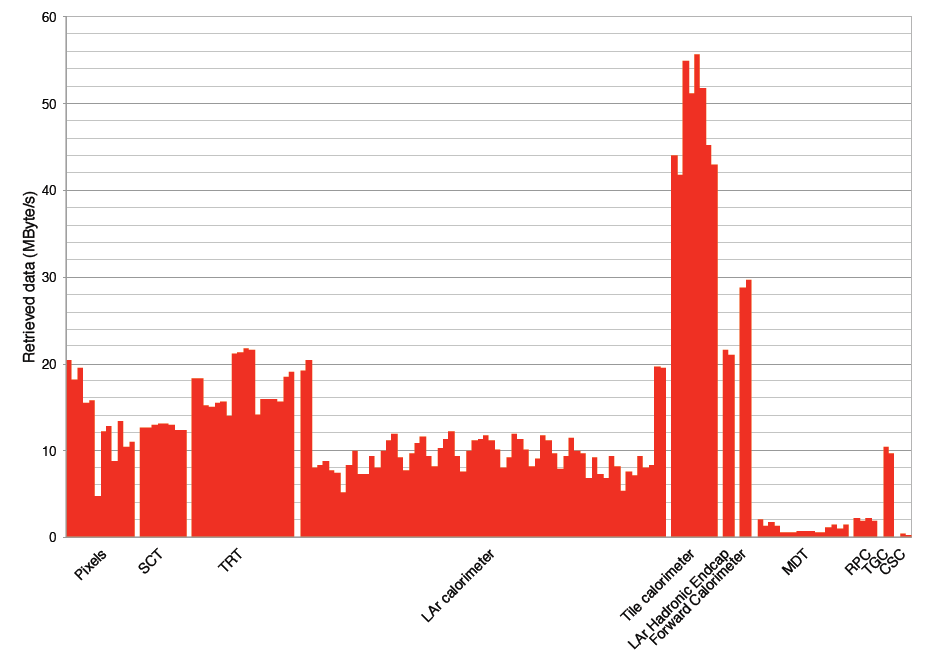 Retrieved data (MByte/s)
60
50
40
30
20
10
0
Pixels
SCT
TRT
LAr calorimeter
Tile calorimeter
LAr Hadronic Endcap
Forward Calorimeter
MDT
RPC
TGC
CSC